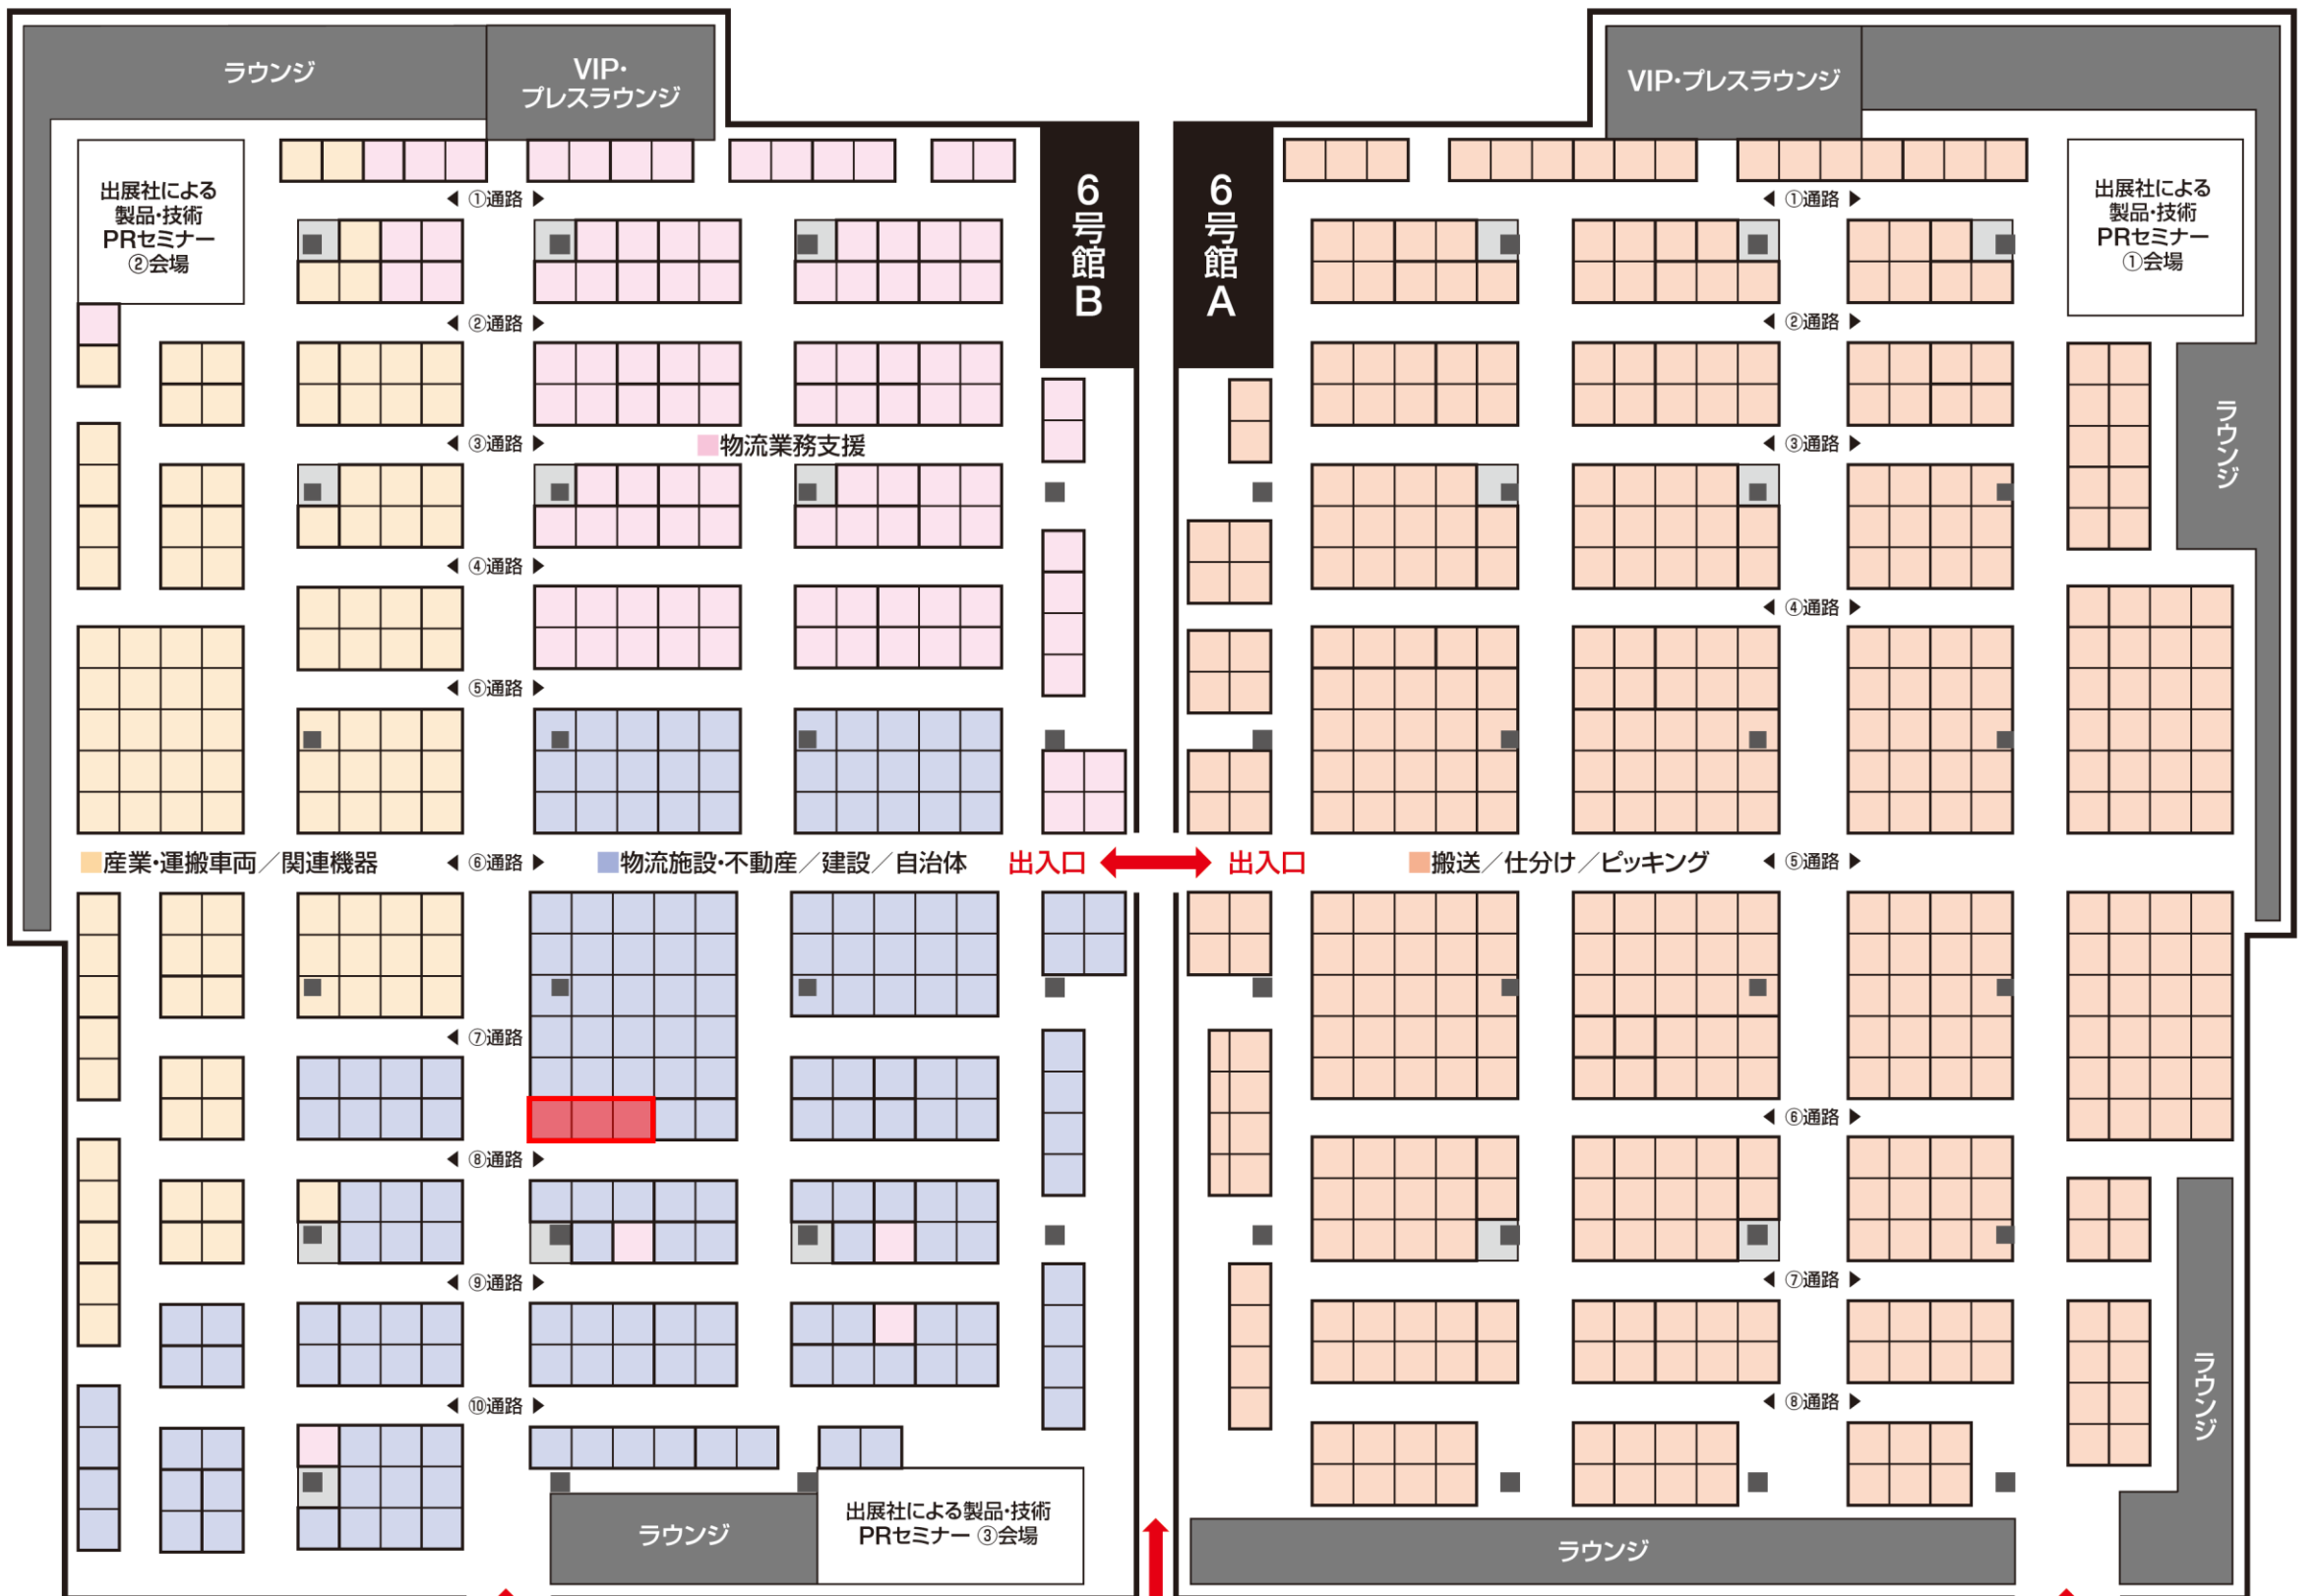 ラウンジ
VIP・
プレスラウンジ
VIP・プレスラウンジ
出展社による
製品・技術
PRセミナー
②会場
6号館B
6号館A
出展社による
製品・技術
PRセミナー
①会場
◀ ①通路 ▶
◀ ①通路 ▶
◀ ②通路 ▶
◀ ②通路 ▶
◀ ③通路 ▶
物流業務支援
◀ ③通路 ▶
ラウンジ
◀ ④通路 ▶
◀ ④通路 ▶
◀ ⑤通路 ▶
産業・運搬車両／関連機器
◀ ⑥通路 ▶
物流施設・不動産／建設／自治体
出入口
出入口
搬送／仕分け／ピッキング
◀ ⑤通路 ▶
◀ ⑦通路
◀ ⑥通路 ▶
◀ ⑧通路 ▶
◀ ⑨通路 ▶
◀ ⑦通路 ▶
ラウンジ
◀ ⑩通路 ▶
◀ ⑧通路 ▶
ラウンジ
出展社による製品・技術
PRセミナー ③会場
ラウンジ